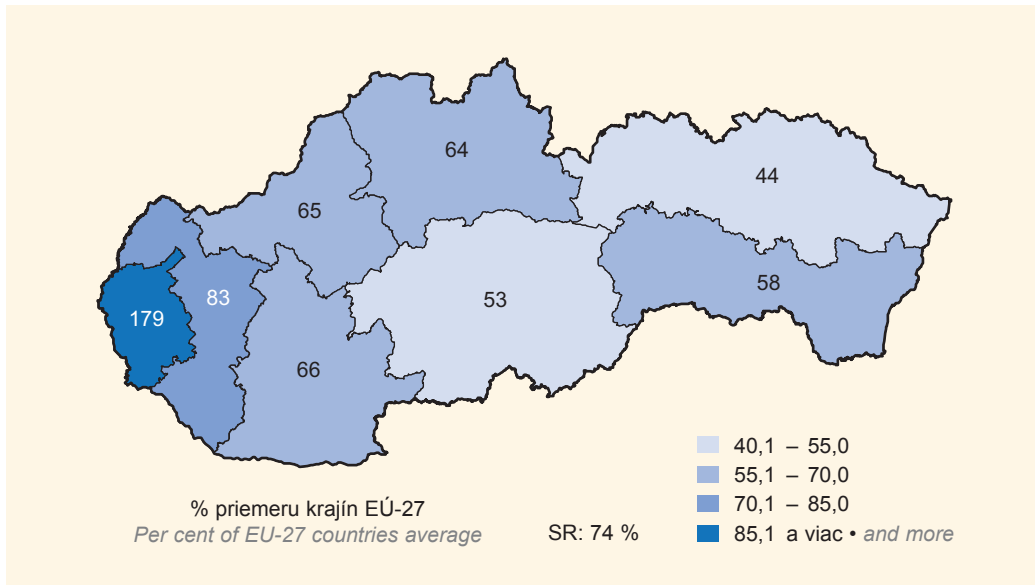 64
44
65
58
83
53
179
66
40,1 – 55,0
55,1 – 70,0
70,1 – 85,0
85,1 a viac • and more
% priemeru krajín EÚ-27
Per cent of EU-27 countries average
SR: 74 %